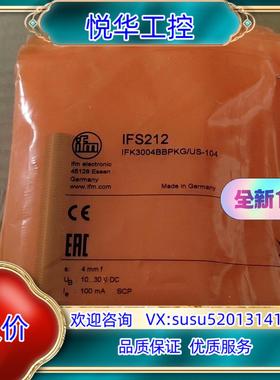 悦华工控
ifm electronic
45128 Essen
Germany
www.ifm.com
IFS212
IFK3004BBPKG/US-104
Made in Germany
CE
EAC
全新
s: 4 mm f
UB 10...30 V DC
Ie 100 mA SCP
价
欢迎咨询 VX:susu52013141
品质保证 优质服务